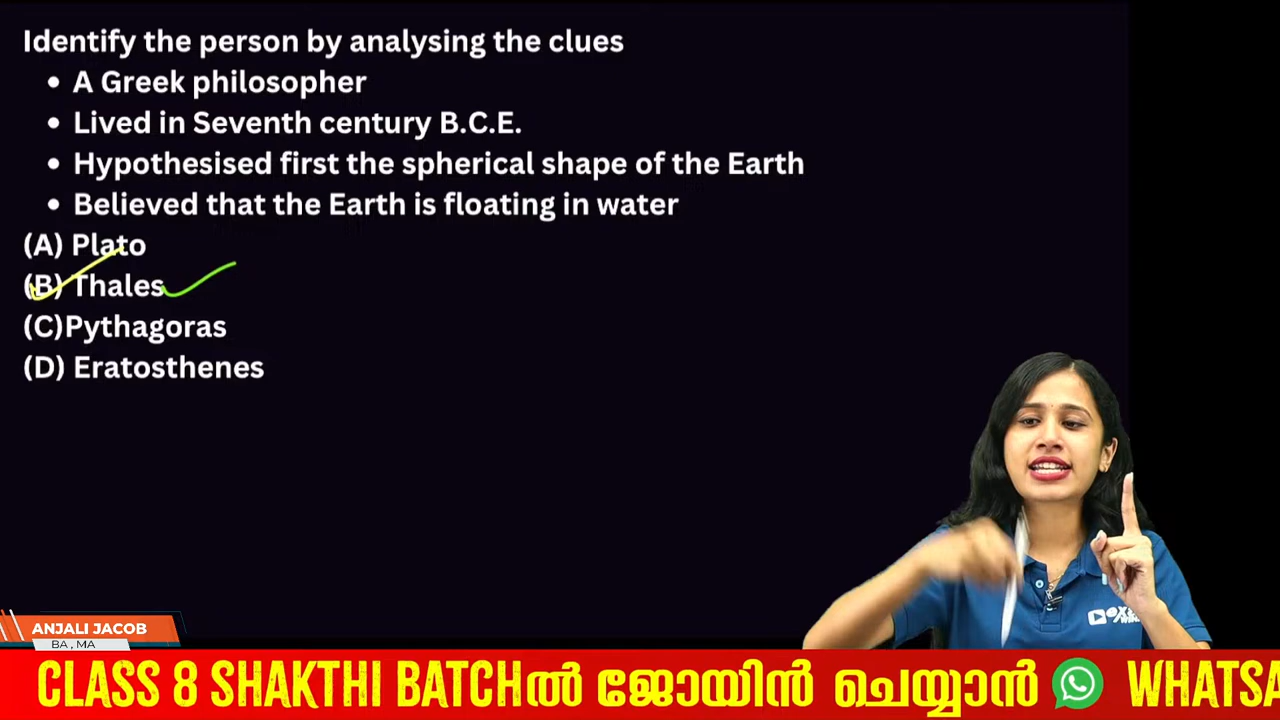 Identify the person by analysing the clues
• A Greek philosopher
• Lived in Seventh century B.C.E.
• Hypothesised first the spherical shape of the Earth
• Believed that the Earth is floating in water
(A) Plato
(B) Thales
(C)Pythagoras
(D) Eratosthenes
ANJALI JACOB
BA , MA
CLASS 8 SHAKTHI BATCHൽ ജോയിൻ ചെയ്യാൻ WHATSA